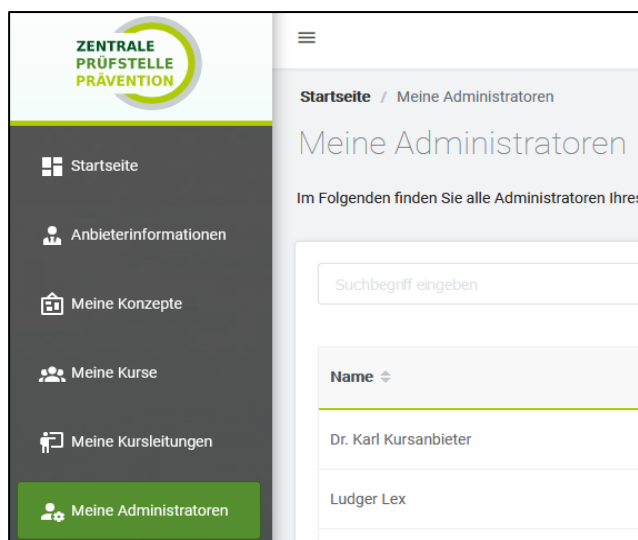 ZENTRALE
PRÜFSTELLE
PRÄVENTION
Startseite
Anbieterinformationen
Meine Konzepte
Meine Kurse
Meine Kursleitungen
Meine Administratoren
Startseite / Meine Administratoren
Meine Administratoren
Im Folgenden finden Sie alle Administratoren Ihres
Suchbegriff eingeben
Name
Dr. Karl Kursanbieter
Ludger Lex